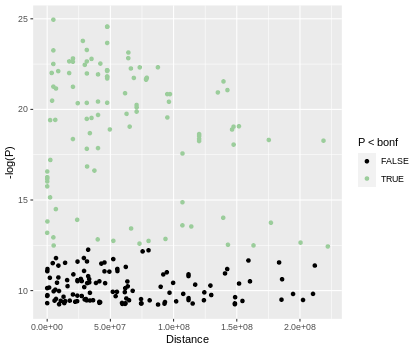 25
20
15
10
-log(P)
0.0e+00
5.0e+07
1.0e+08
1.5e+08
2.0e+08
Distance
P < bonf
FALSE
TRUE